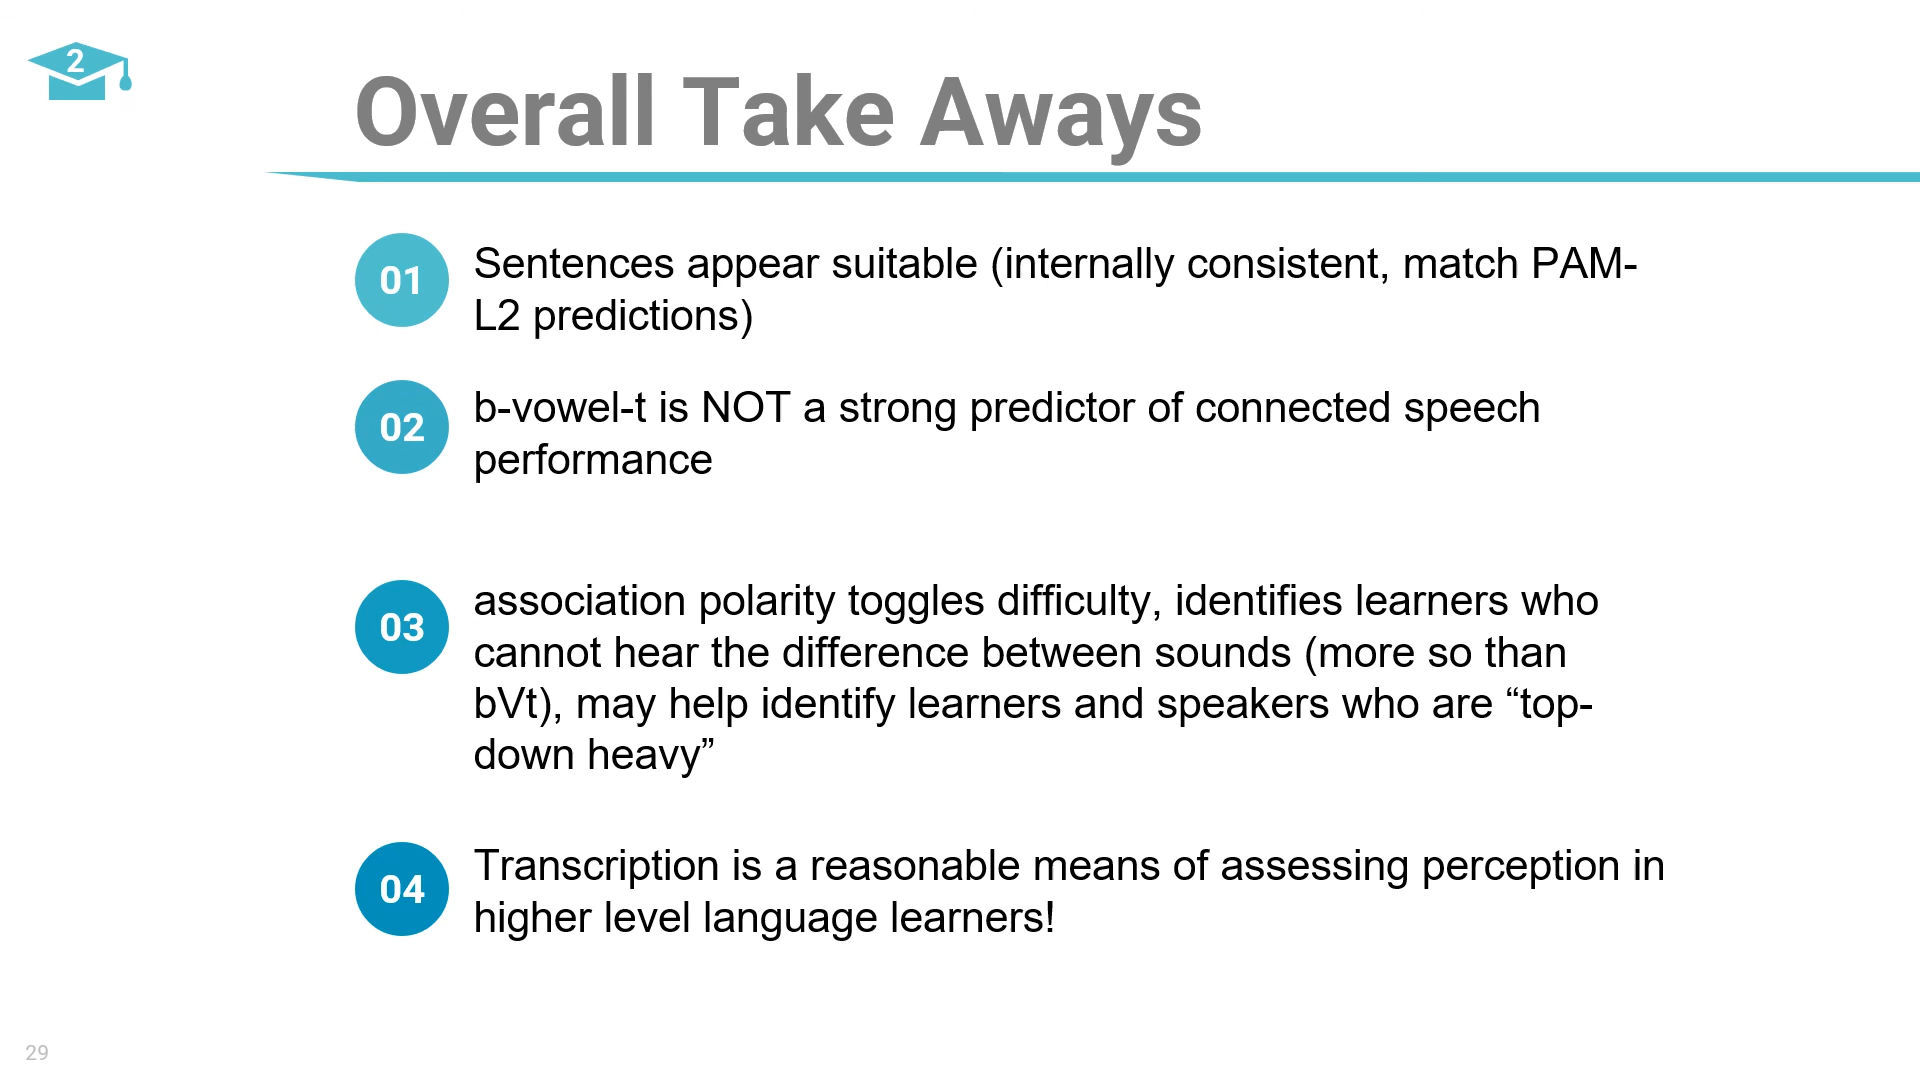 2
Overall Take Aways
01
Sentences appear suitable (internally consistent, match PAM-
L2 predictions)
02
b-vowel-t is NOT a strong predictor of connected speech
performance
03
association polarity toggles difficulty, identifies learners who
cannot hear the difference between sounds (more so than
bVt), may help identify learners and speakers who are “top-
down heavy”
04
Transcription is a reasonable means of assessing perception in
higher level language learners!
29